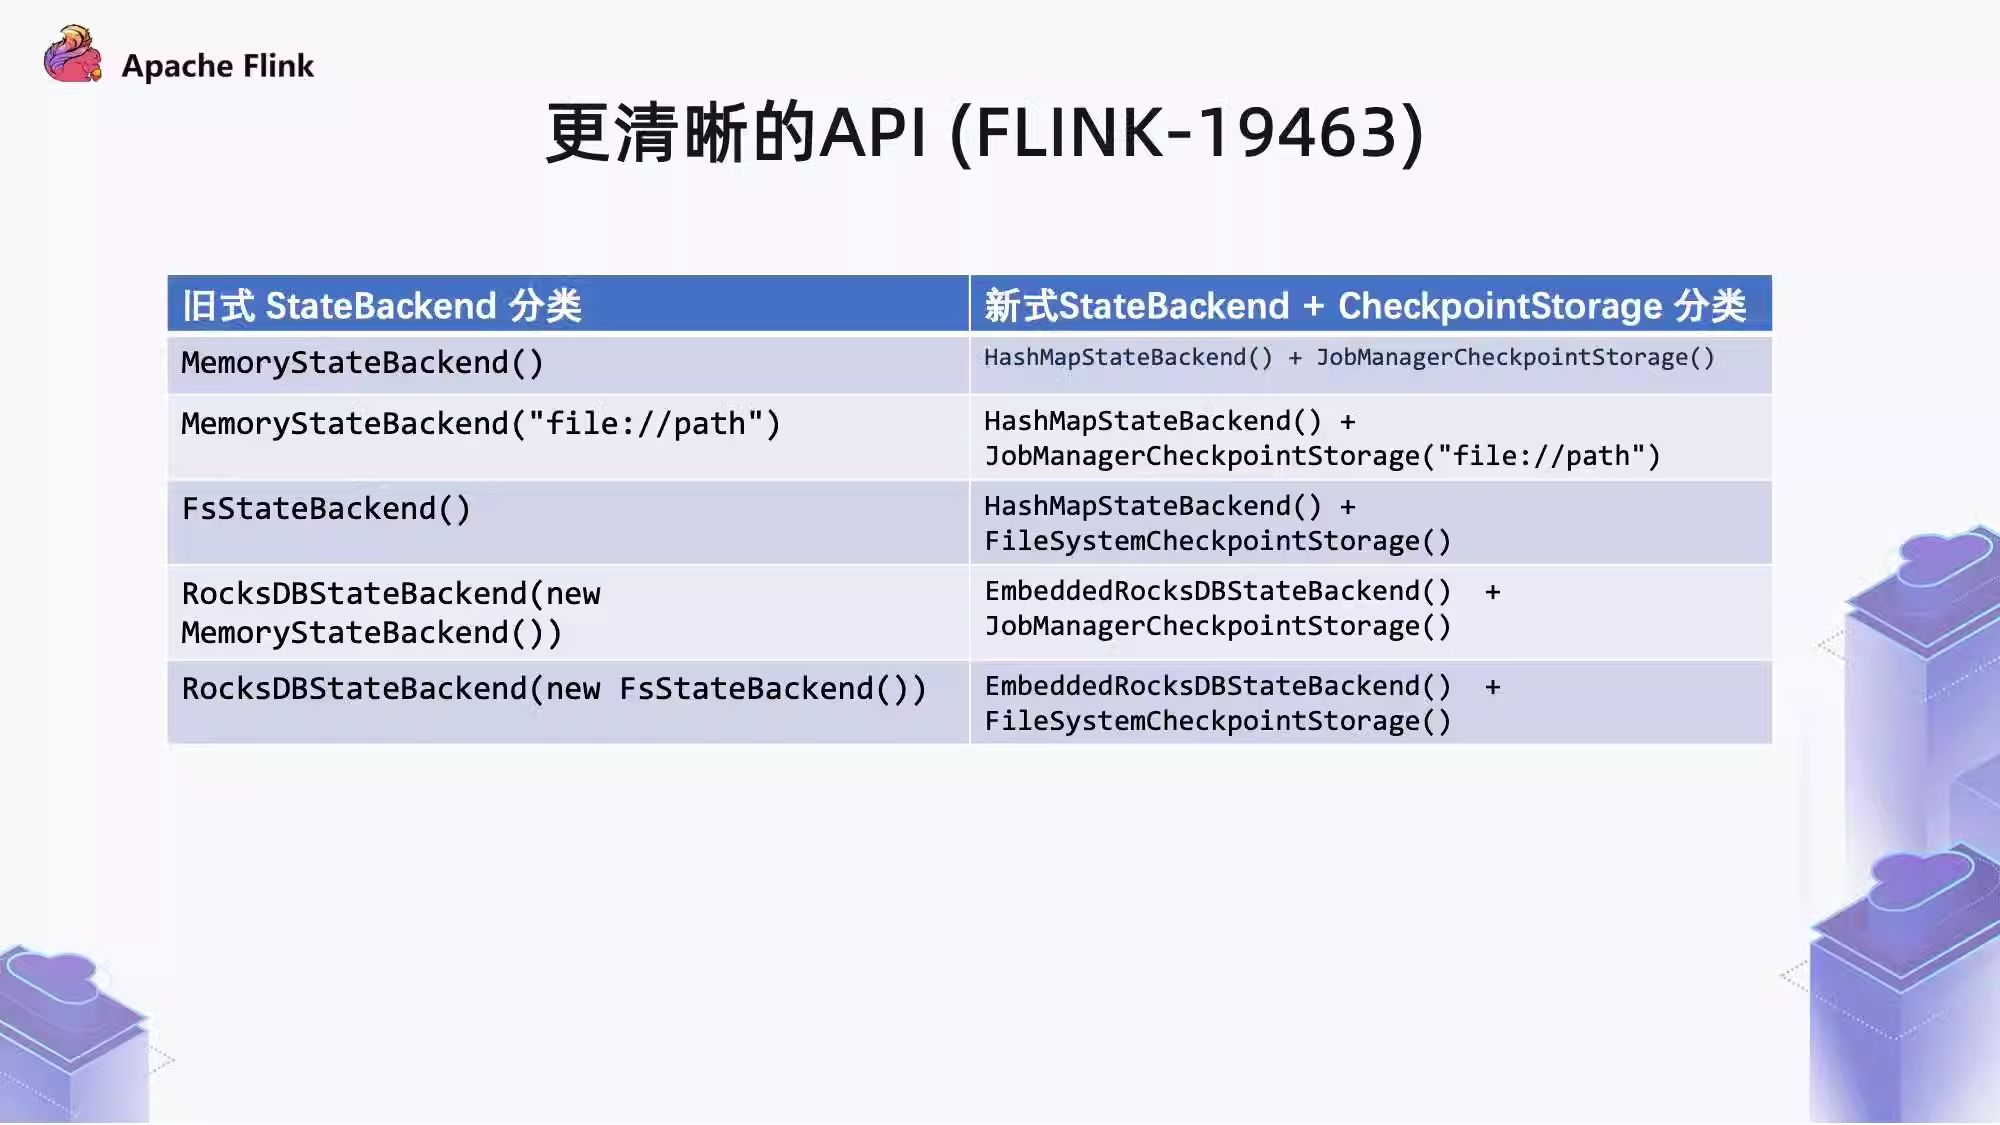 Apache Flink
更清晰的API (FLINK-19463)
旧式 StateBackend 分类
新式StateBackend + CheckpointStorage 分类
MemoryStateBackend()
HashMapStateBackend() + JobManagerCheckpointStorage()
MemoryStateBackend("file://path")
HashMapStateBackend() +
JobManagerCheckpointStorage("file://path")
FsStateBackend()
HashMapStateBackend() +
FileSystemCheckpointStorage()
RocksDBStateBackend(new
MemoryStateBackend())
EmbeddedRocksDBStateBackend()  +
JobManagerCheckpointStorage()
RocksDBStateBackend(new FsStateBackend())
EmbeddedRocksDBStateBackend()  +
FileSystemCheckpointStorage()